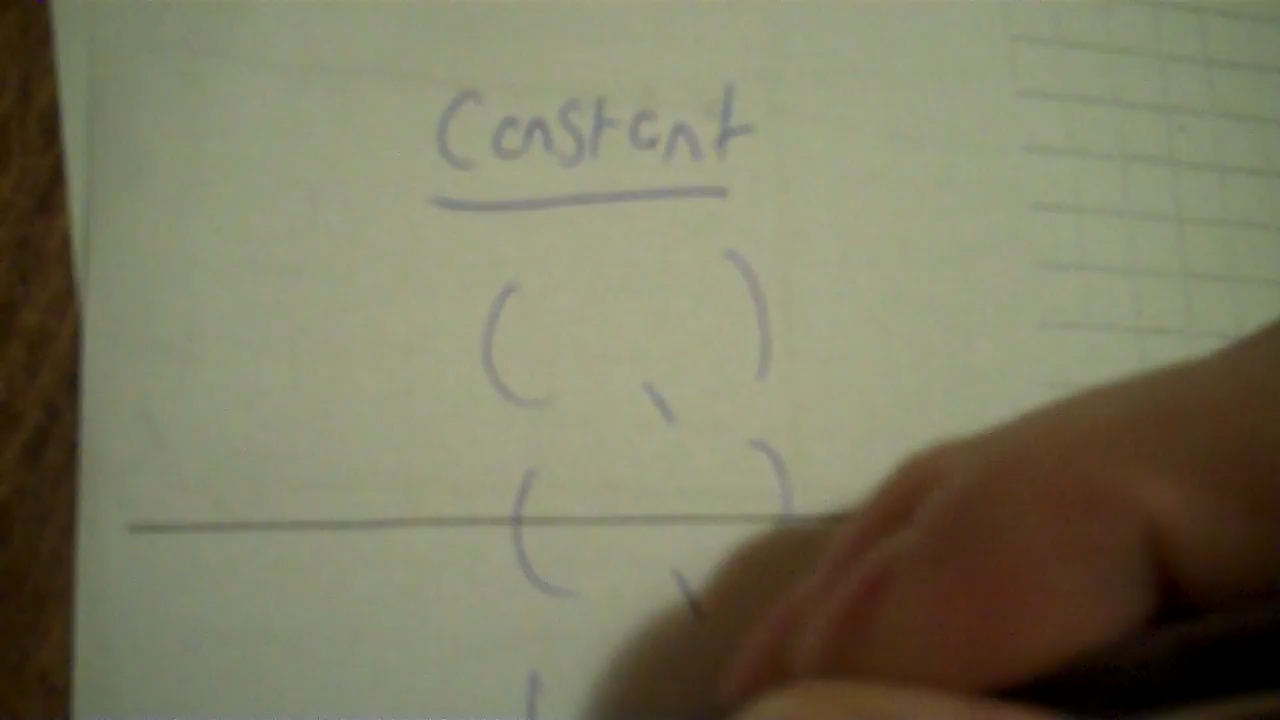 Constant
( , )
( , )
(